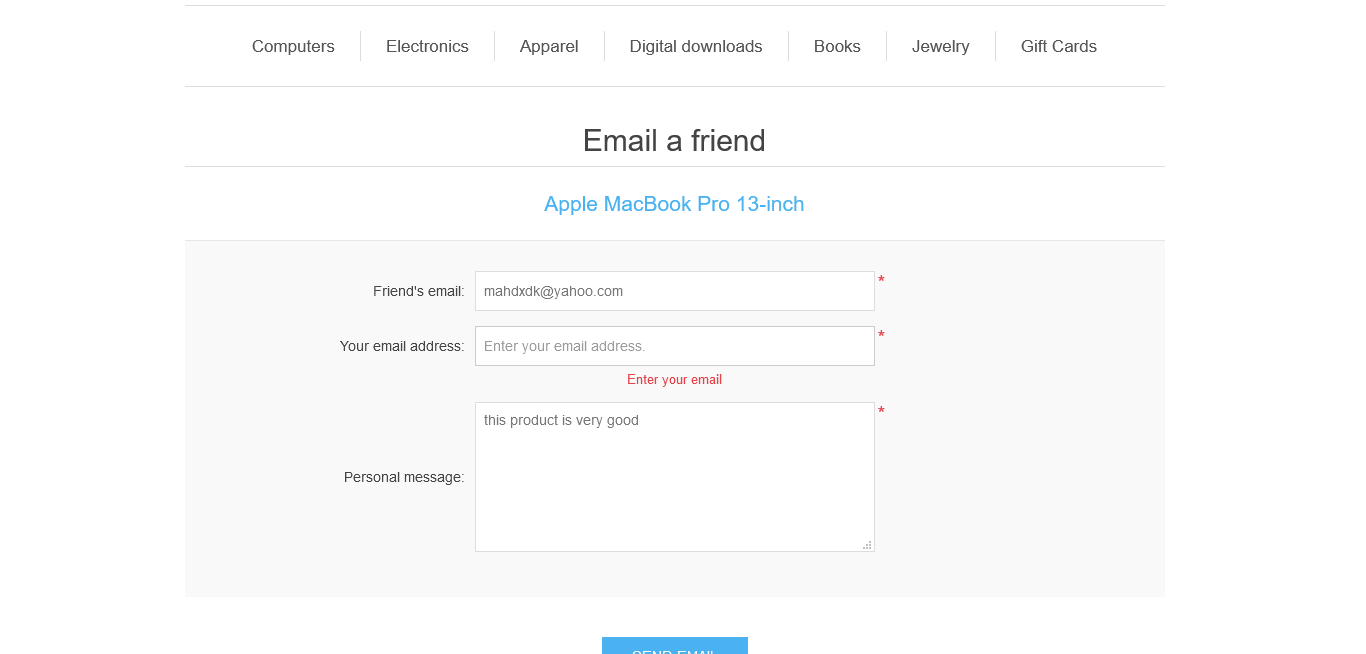 Computers Electronics Apparel Digital downloads Books Jewelry Gift Cards
Email a friend
Apple MacBook Pro 13-inch
Friend's email: mahdxdk@yahoo.com *
Your email address: Enter your email address. *
Enter your email
this product is very good *
Personal message:
SEND EMAIL